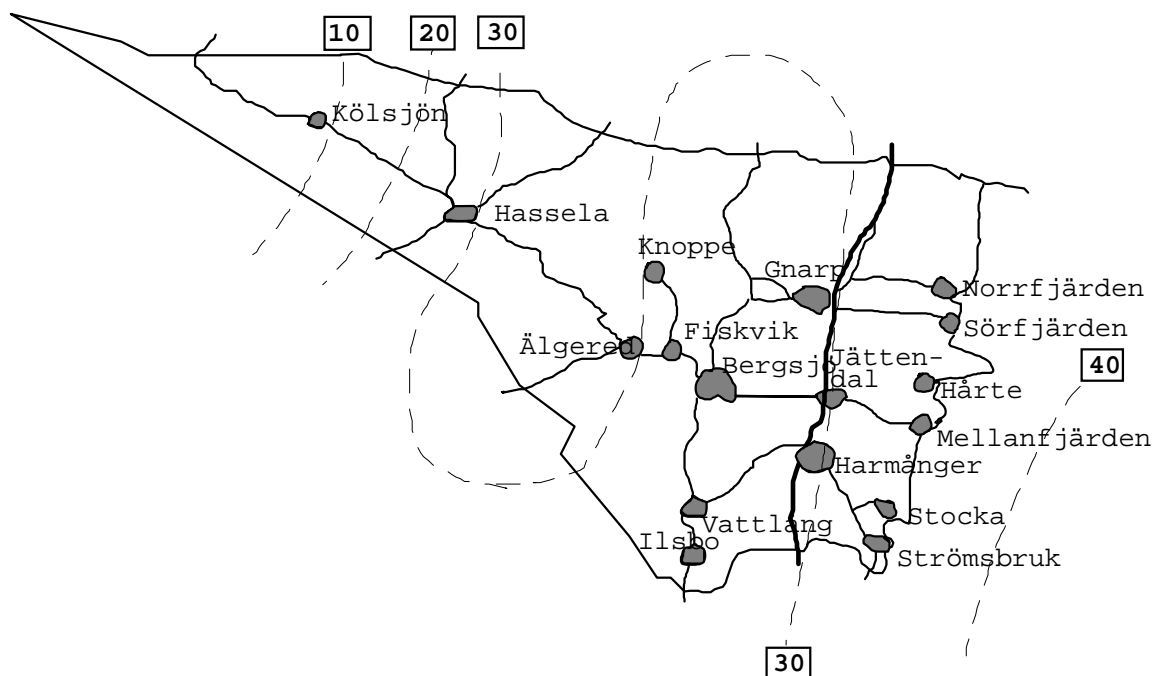 10
20
30
Kölsjön
Hassela
Knoppe
Gnarp
Norrfjärden
Sörfjärden
Älgered
Fiskvik
Bergsjö
Jätten-
dal
40
Hårte
Mellanfjärden
Harmånger
Stocka
Vattlang
Ilsbo
Strömsbruk
30